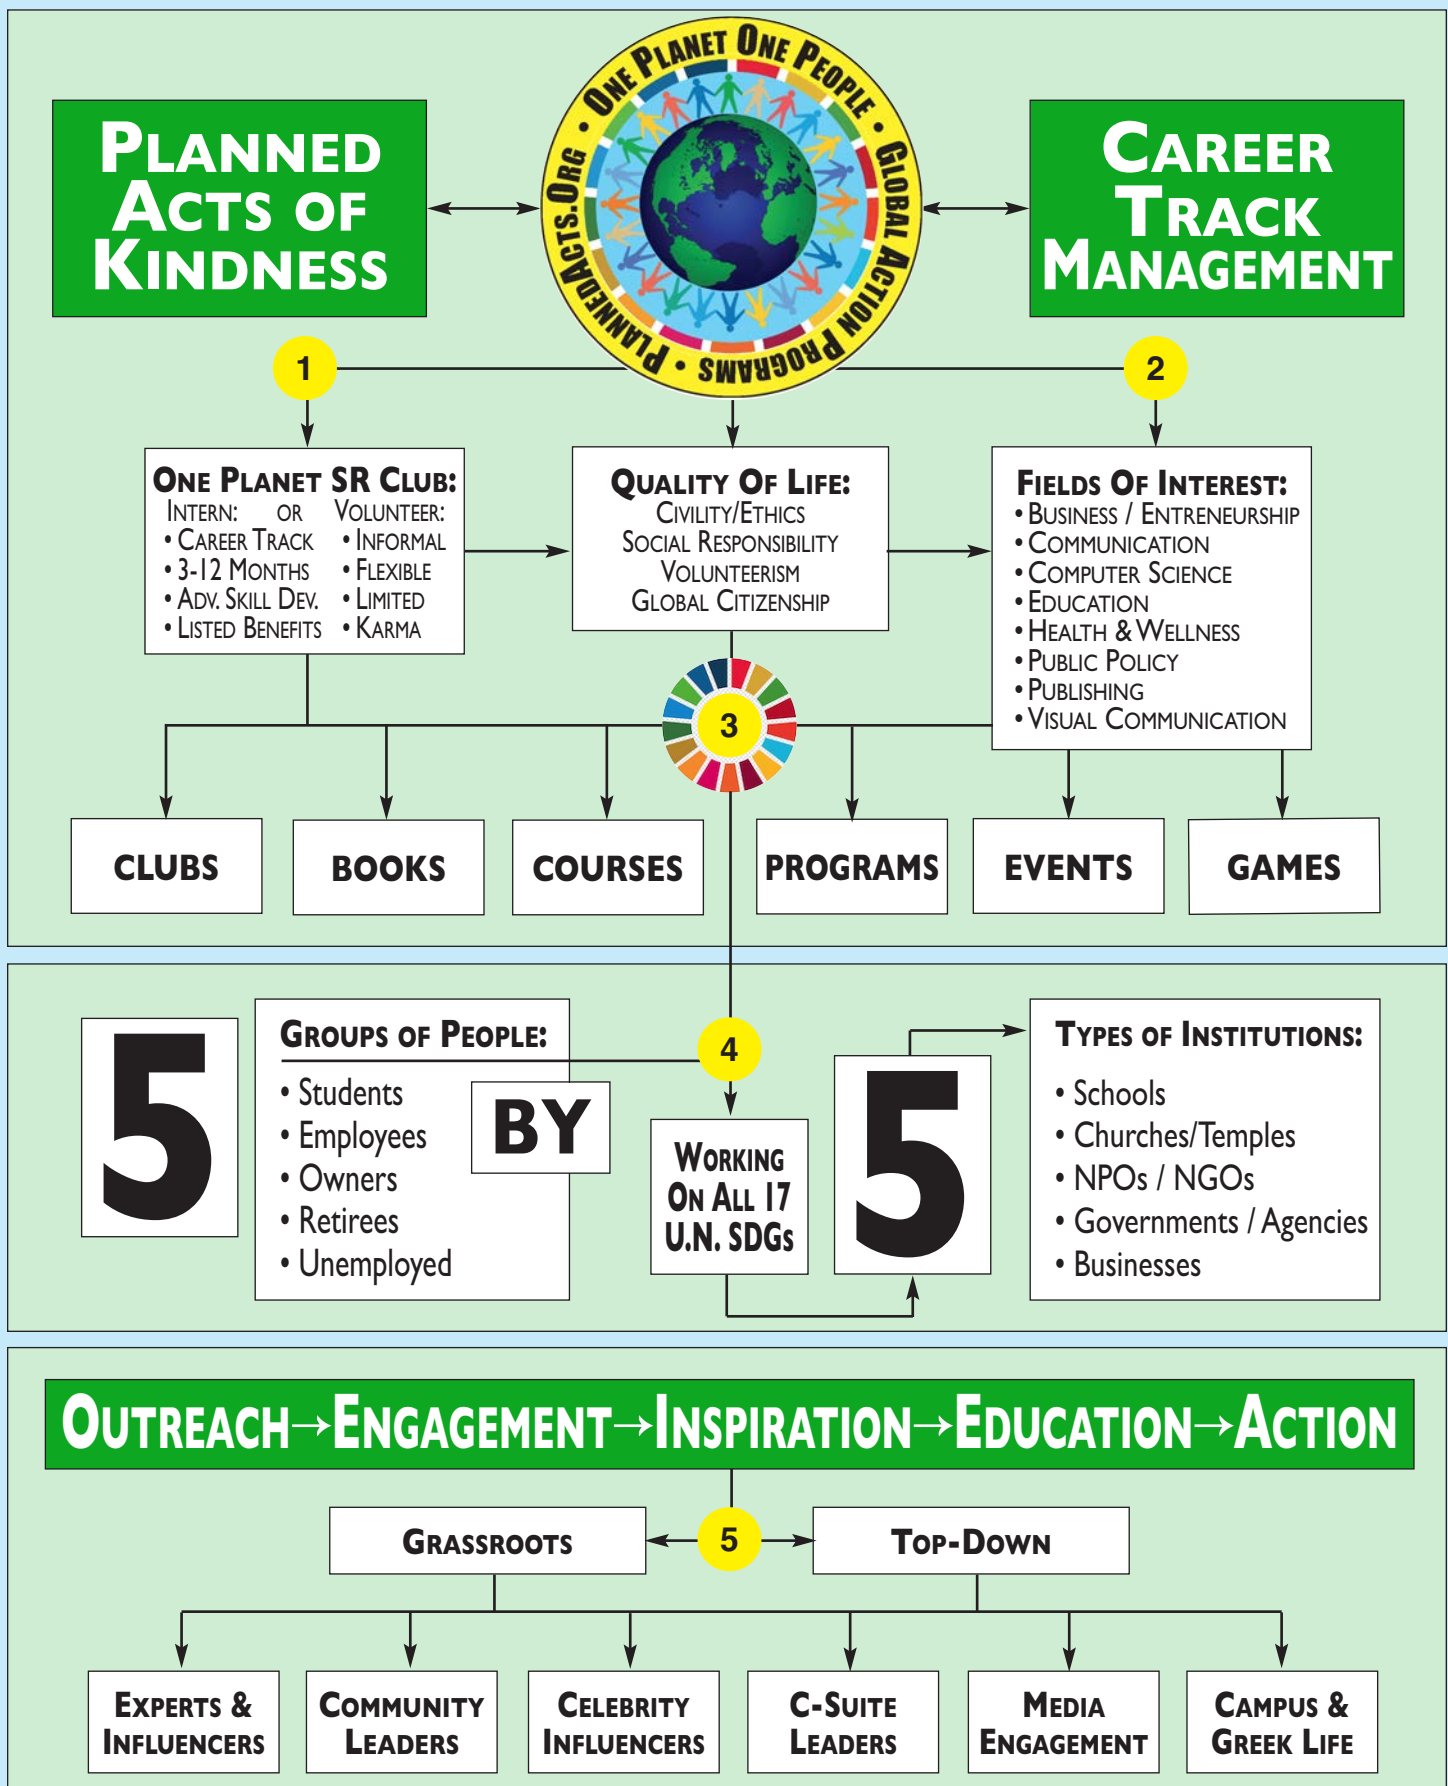 ONE PLANET ONE PEOPLE • GLOBAL ACTION PROGRAMS • PLANNEDACTS.ORG •
PLANNED
ACTS OF
KINDNESS
CAREER
TRACK
MANAGEMENT
1
2
ONE PLANET SR CLUB:
INTERN: OR VOLUNTEER:
• CAREER TRACK • INFORMAL
• 3-12 MONTHS • FLEXIBLE
• ADV. SKILL DEV. • LIMITED
• LISTED BENEFITS • KARMA
QUALITY OF LIFE:
CIVILITY/ETHICS
SOCIAL RESPONSIBILITY
VOLUNTEERISM
GLOBAL CITIZENSHIP
FIELDS OF INTEREST:
• BUSINESS / ENTRENEURSHIP
• COMMUNICATION
• COMPUTER SCIENCE
• EDUCATION
• HEALTH & WELLNESS
• PUBLIC POLICY
• PUBLISHING
• VISUAL COMMUNICATION
3
CLUBS
BOOKS
COURSES
PROGRAMS
EVENTS
GAMES
5
GROUPS OF PEOPLE:
• Students
• Employees
• Owners
• Retirees
• Unemployed
BY
4
WORKING
ON ALL 17
U.N. SDGs
5
TYPES OF INSTITUTIONS:
• Schools
• Churches/Temples
• NPOs / NGOs
• Governments / Agencies
• Businesses
OUTREACH→ENGAGEMENT→INSPIRATION→EDUCATION→ACTION
GRASSROOTS
5
TOP-DOWN
EXPERTS &
INFLUENCERS
COMMUNITY
LEADERS
CELEBRITY
INFLUENCERS
C-SUITE
LEADERS
MEDIA
ENGAGEMENT
CAMPUS &
GREEK LIFE